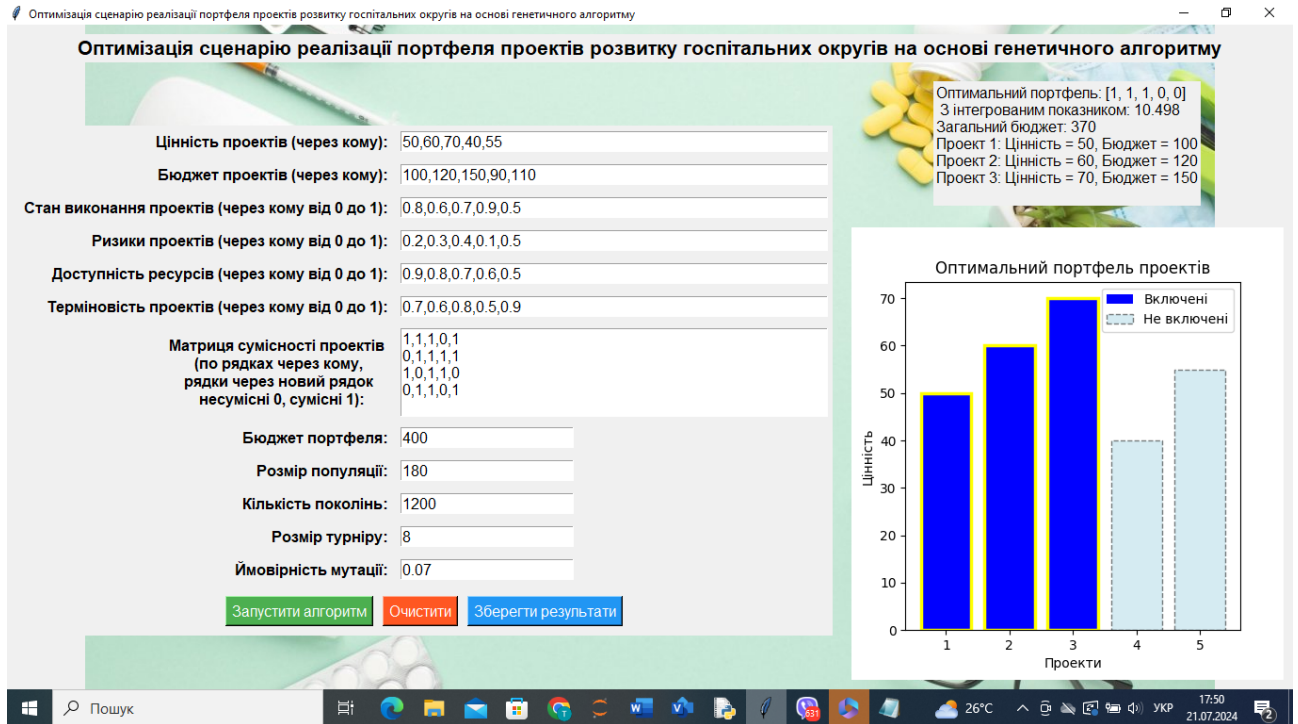 Оптимізація сценарію реалізації портфеля проектів розвитку госпітальних округів на основі генетичного алгоритму
Оптимізація сценарію реалізації портфеля проектів розвитку госпітальних округів на основі генетичного алгоритму
Оптимальний портфель: [1, 1, 1, 0, 0]
З інтегрованим показником: 10.498
Загальний бюджет: 370
Проект 1: Цінність = 50, Бюджет = 100
Проект 2: Цінність = 60, Бюджет = 120
Проект 3: Цінність = 70, Бюджет = 150
Цінність проектів (через кому): 50,60,70,40,55
Бюджет проектів (через кому): 100,120,150,90,110
Стан виконання проектів (через кому від 0 до 1): 0.8,0.6,0.7,0.9,0.5
Ризики проектів (через кому від 0 до 1): 0.2,0.3,0.4,0.1,0.5
Доступність ресурсів (через кому від 0 до 1): 0.9,0.8,0.7,0.6,0.5
Терміновість проектів (через кому від 0 до 1): 0.7,0.6,0.8,0.5,0.9
Матриця сумісності проектів
(по рядках через кому,
рядки через новий рядок
несумісні 0, сумісні 1):
1,1,1,0,1
0,1,1,1,1
1,0,1,1,0
0,1,1,0,1
Бюджет портфеля: 400
Розмір популяції: 180
Кількість поколінь: 1200
Розмір турніру: 8
Ймовірність мутації: 0.07
Запустити алгоритм Очистити Зберегти результати
Оптимальний портфель проектів
Включені
Не включені
70
60
50
40
30
20
10
0
Цінність
1 2 3 4 5
Проекти
Пошук
631
26°C
УКР
17:50
21.07.2024
2